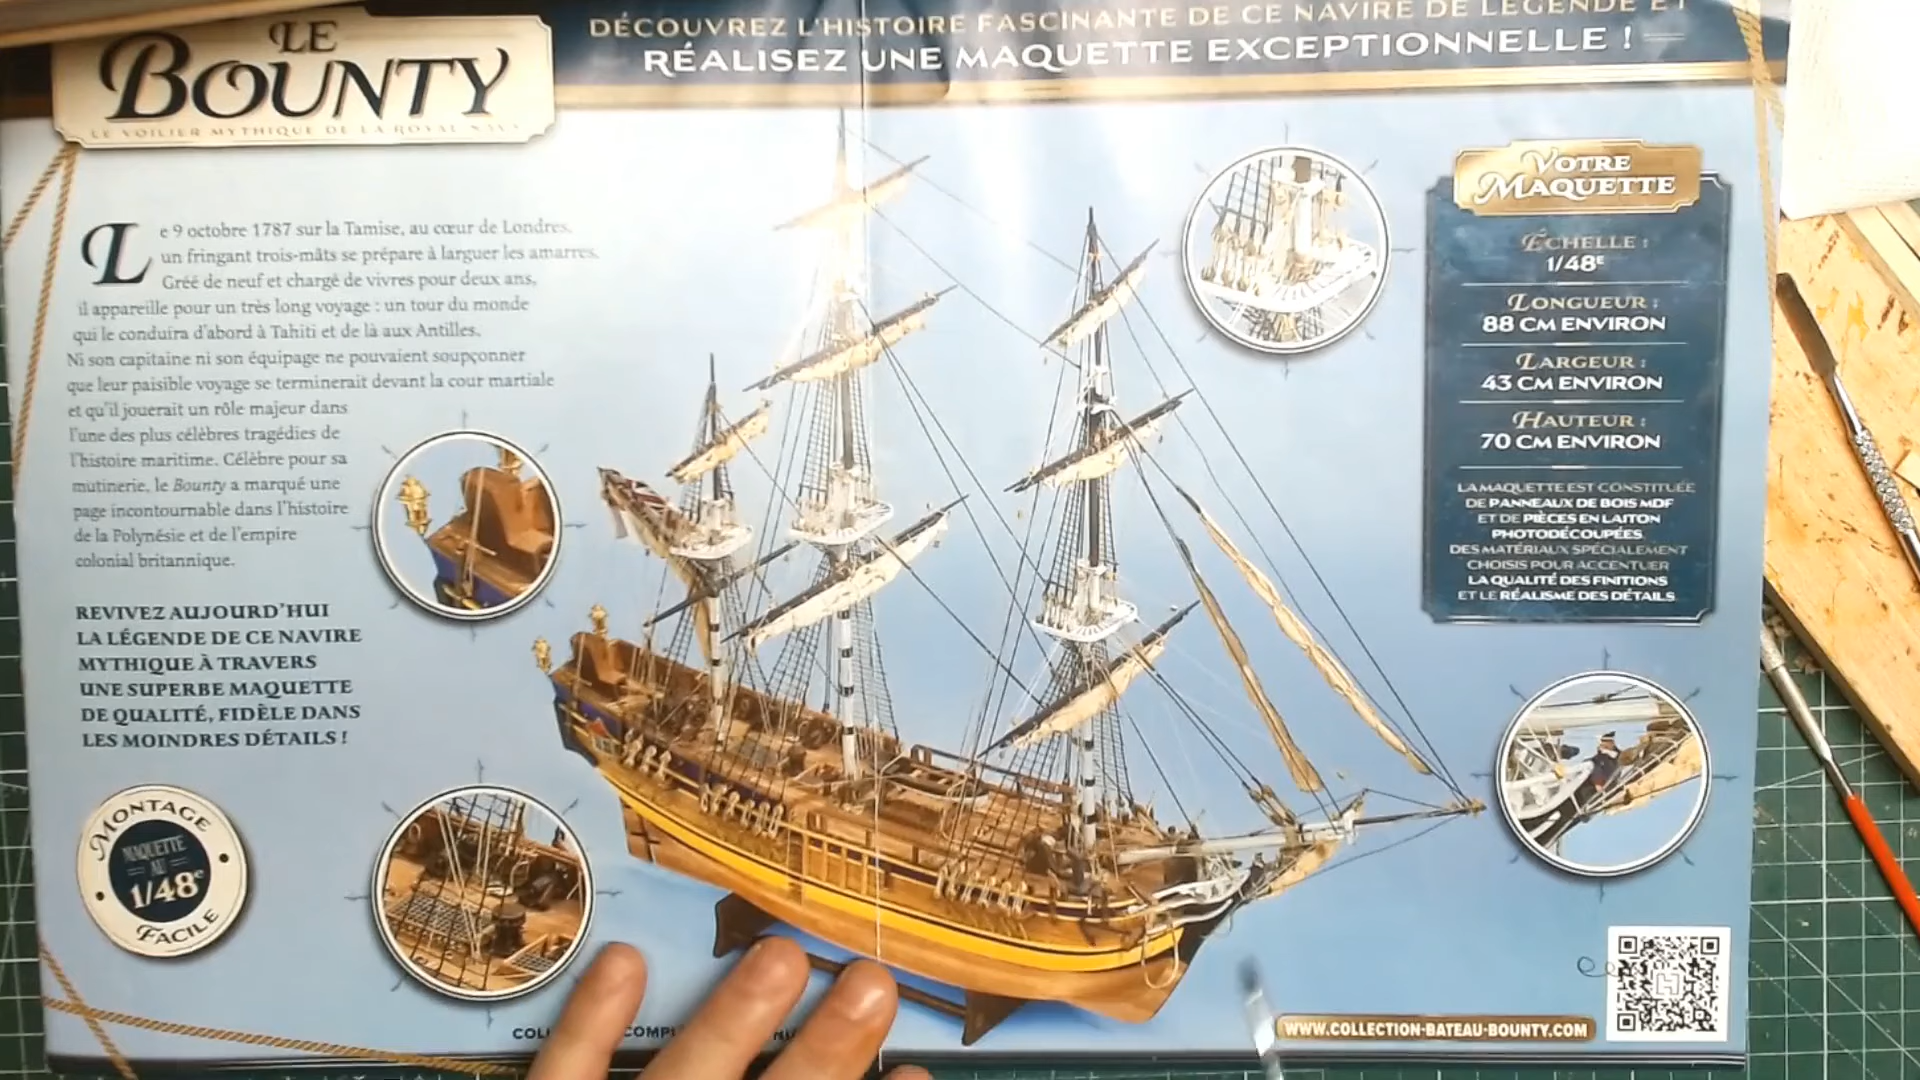 LE
BOUNTY
LE VOILIER MYTHIQUE DE LA ROYAL NAVY
DÉCOUVREZ L'HISTOIRE FASCINANTE DE CE NAVIRE DE LÉGENDE ET
RÉALISEZ UNE MAQUETTE EXCEPTIONNELLE !
Le 9 octobre 1787 sur la Tamise, au cœur de Londres,
un fringant trois-mâts se prépare à larguer les amarres.
Gréé de neuf et chargé de vivres pour deux ans,
il appareille pour un très long voyage : un tour du monde
qui le conduira d'abord à Tahiti et de là aux Antilles.
Ni son capitaine ni son équipage ne pouvaient soupçonner
que leur paisible voyage se terminerait devant la cour martiale
et qu'il jouerait un rôle majeur dans
l'une des plus célèbres tragédies de
l'histoire maritime. Célèbre pour sa
mutinerie, le Bounty a marqué une
page incontournable dans l'histoire
de la Polynésie et de l'empire
colonial britannique.
REVIVEZ AUJOURD'HUI
LA LÉGENDE DE CE NAVIRE
MYTHIQUE À TRAVERS
UNE SUPERBE MAQUETTE
DE QUALITÉ, FIDÈLE DANS
LES MOINDRES DÉTAILS !
MONTAGE
MAQUETTE
AU
1/48e
FACILE
VOTRE
MAQUETTE
ÉCHELLE :
1/48E
LONGUEUR :
88 CM ENVIRON
LARGEUR :
43 CM ENVIRON
HAUTEUR :
70 CM ENVIRON
LA MAQUETTE EST CONSTITUÉE
DE PANNEAUX DE BOIS MDF
ET DE PIÈCES EN LAITON
PHOTODÉCOUPÉES
DES MATÉRIAUX SPÉCIALEMENT
CHOISIS POUR ACCENTUER
LA QUALITÉ DES FINITIONS
ET LE RÉALISME DES DÉTAILS
WWW.COLLECTION-BATEAU-BOUNTY.COM